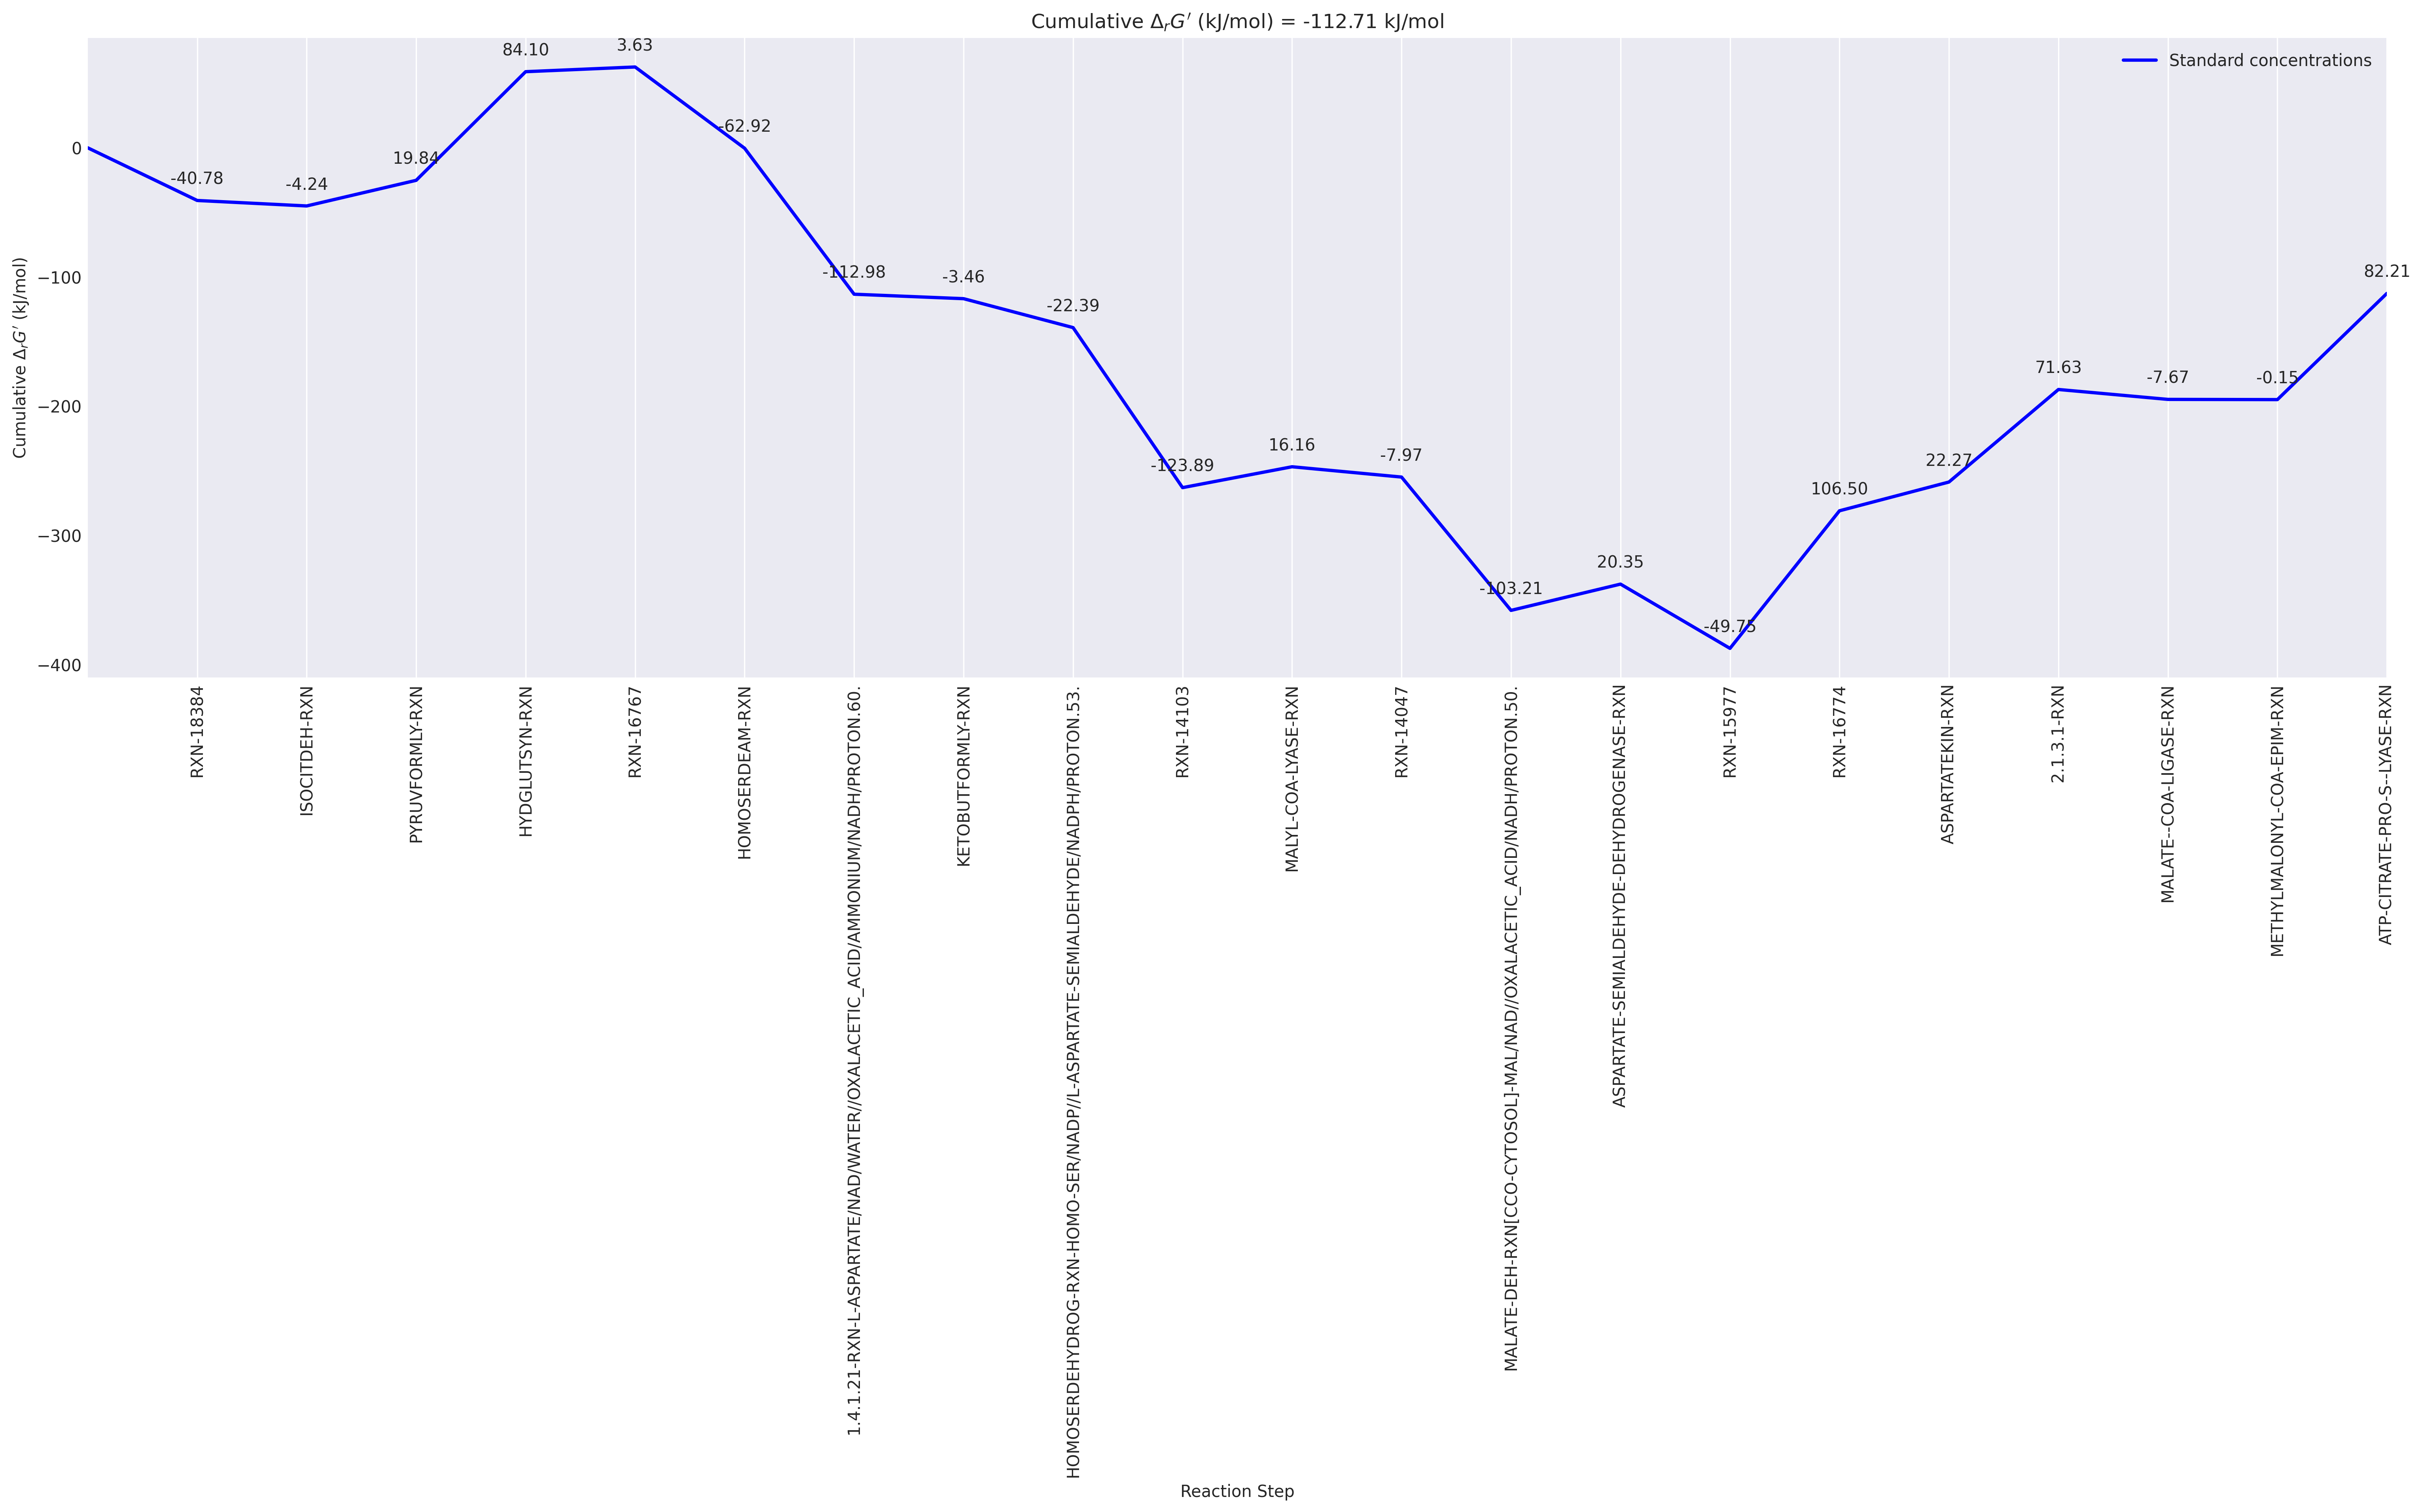 Cumulative ΔrG′ (kJ/mol) = -112.71 kJ/mol
Standard concentrations
Cumulative ΔrG′ (kJ/mol)
0
−100
−200
−300
−400
-40.78
-4.24
19.84
84.10
3.63
-62.92
-112.98
-3.46
-22.39
-123.89
16.16
-7.97
-103.21
20.35
-49.75
106.50
22.27
71.63
-7.67
-0.15
82.21
RXN-18384
ISOCITDEH-RXN
PYRUVFORMLY-RXN
HYDGLUTSYN-RXN
RXN-16767
HOMOSERDEAM-RXN
1.4.1.21-RXN-L-ASPARTATE/NAD/WATER//OXALACETIC_ACID/AMMONIUM/NADH/PROTON.60.
KETOBUTFORMLY-RXN
HOMOSERDEHYDROG-RXN-HOMO-SER/NADP//L-ASPARTATE-SEMIALDEHYDE/NADPH/PROTON.53.
RXN-14103
MALYL-COA-LYASE-RXN
RXN-14047
MALATE-DEH-RXN[CCO-CYTOSOL]-MAL/NAD//OXALACETIC_ACID/NADH/PROTON.50.
ASPARTATE-SEMIALDEHYDE-DEHYDROGENASE-RXN
RXN-15977
RXN-16774
ASPARTATEKIN-RXN
2.1.3.1-RXN
MALATE--COA-LIGASE-RXN
METHYLMALONYL-COA-EPIM-RXN
ATP-CITRATE-PRO-S--LYASE-RXN
Reaction Step